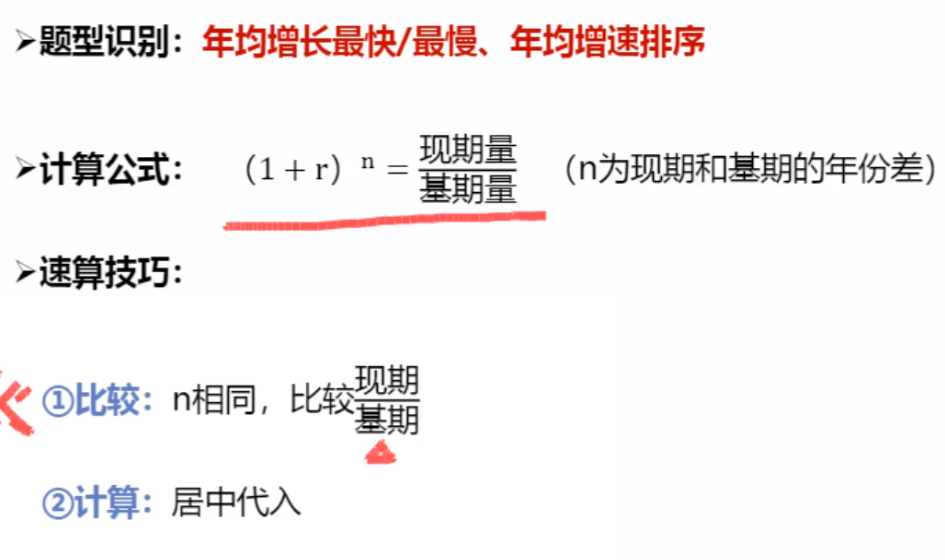 ➢题型识别：年均增长最快/最慢、年均增速排序
➢计算公式：（1 + r）ⁿ = 现期量/基期量 （n为现期和基期的年份差）
➢速算技巧：
①比较：n相同，比较现期/基期
②计算：居中代入